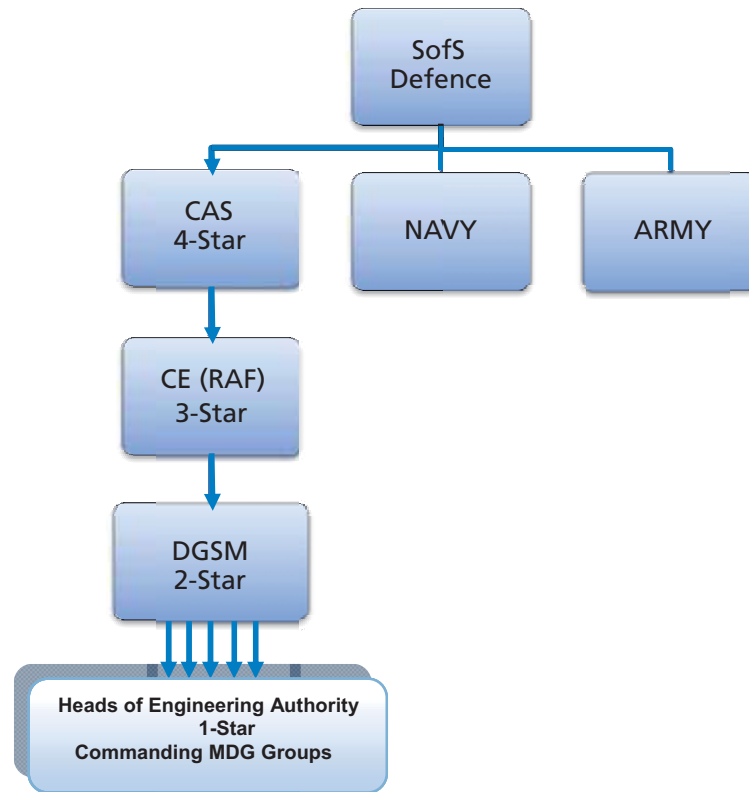 SofS
Defence
CAS
4-Star
NAVY
ARMY
CE (RAF)
3-Star
DGSM
2-Star
Heads of Engineering Authority
1-Star
Commanding MDG Groups